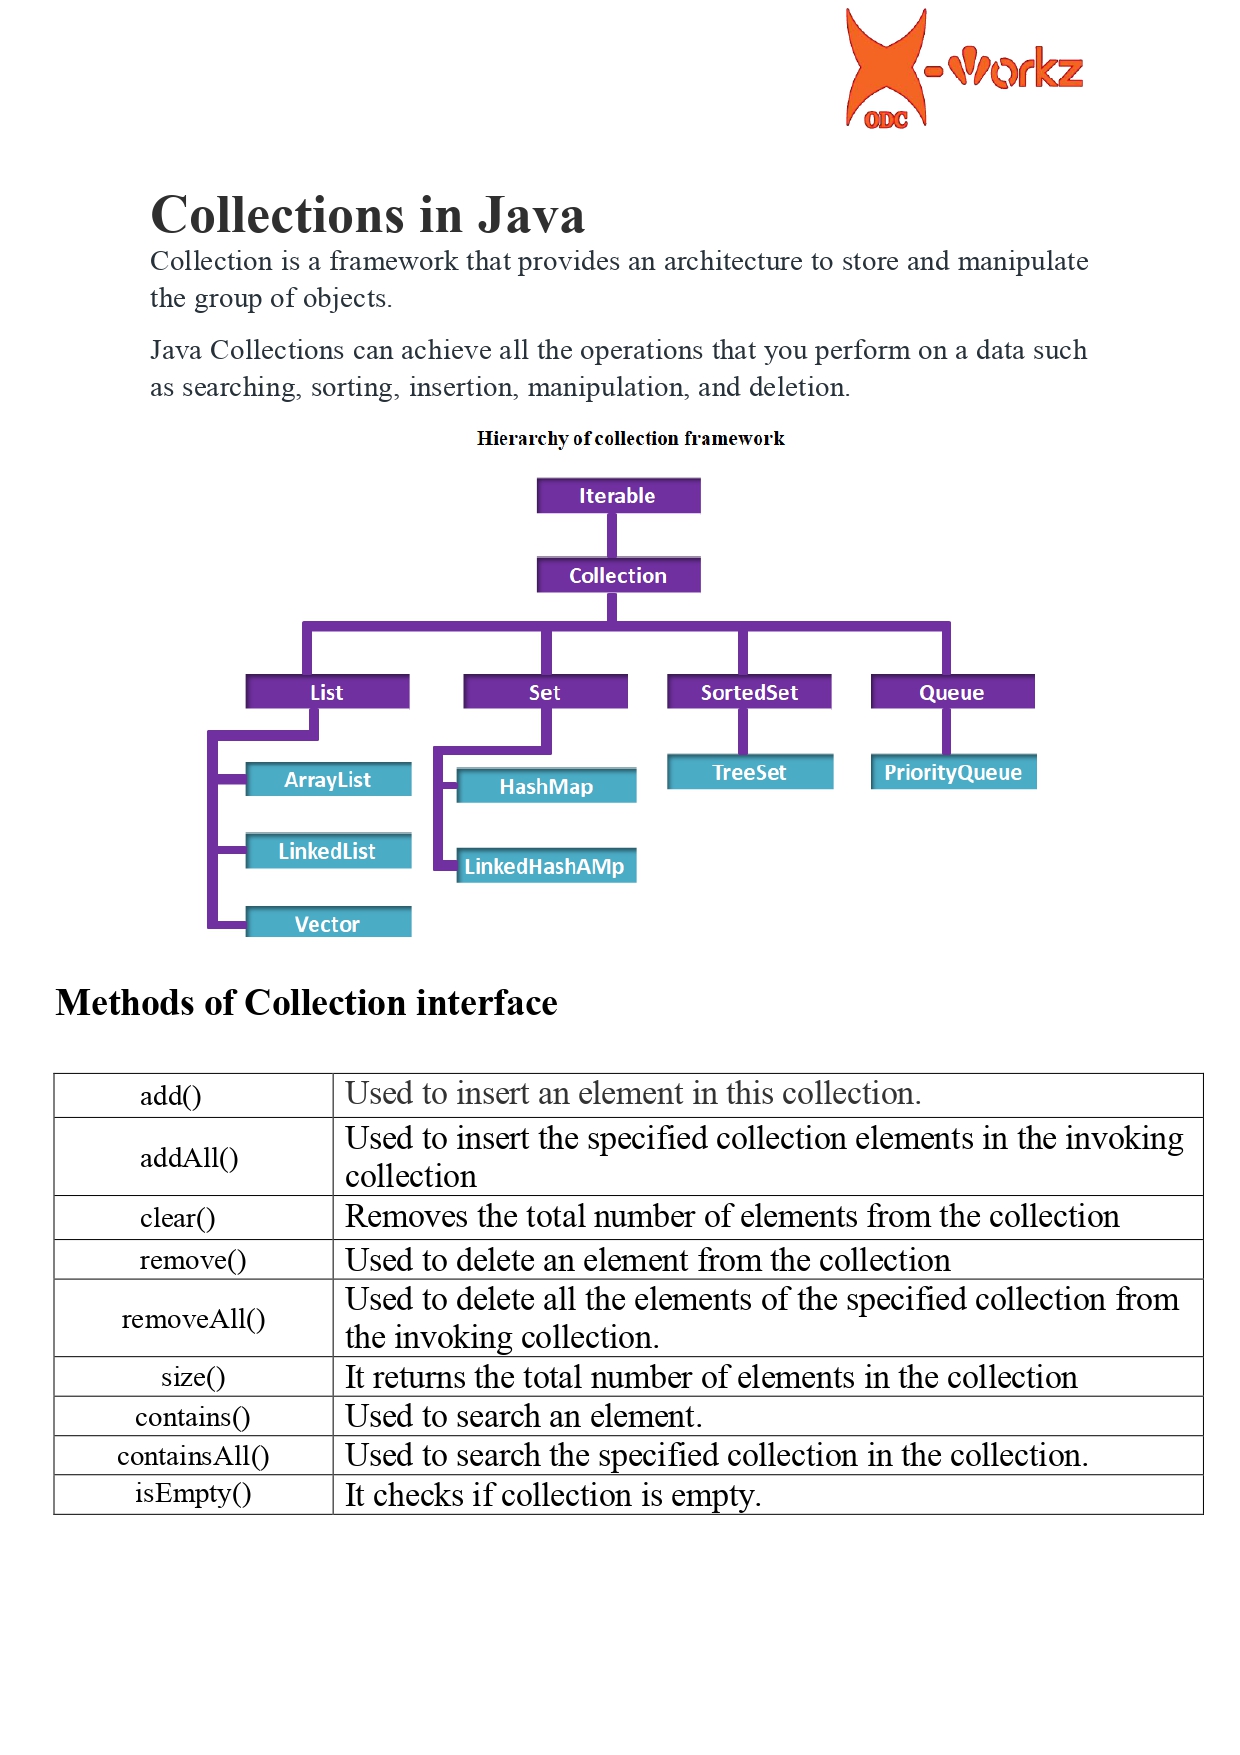 X-workz
ODC
Collections in Java
Collection is a framework that provides an architecture to store and manipulate
the group of objects.
Java Collections can achieve all the operations that you perform on a data such
as searching, sorting, insertion, manipulation, and deletion.
Hierarchy of collection framework
Iterable
Collection
List Set SortedSet Queue
ArrayList HashMap TreeSet PriorityQueue
LinkedList LinkedHashAMp
Vector
Methods of Collection interface
add() Used to insert an element in this collection.
addAll() Used to insert the specified collection elements in the invoking
collection
clear() Removes the total number of elements from the collection
remove() Used to delete an element from the collection
removeAll() Used to delete all the elements of the specified collection from
the invoking collection.
size() It returns the total number of elements in the collection
contains() Used to search an element.
containsAll() Used to search the specified collection in the collection.
isEmpty() It checks if collection is empty.